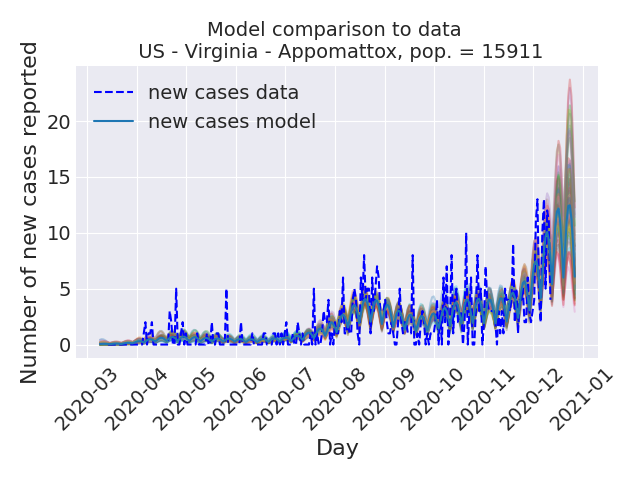 Model comparison to data
US - Virginia - Appomattox, pop. = 15911
Number of new cases reported
new cases data
new cases model
20
15
10
5
0
2020-03
2020-04
2020-05
2020-06
2020-07
2020-08
2020-09
2020-10
2020-11
2020-12
2021-01
Day